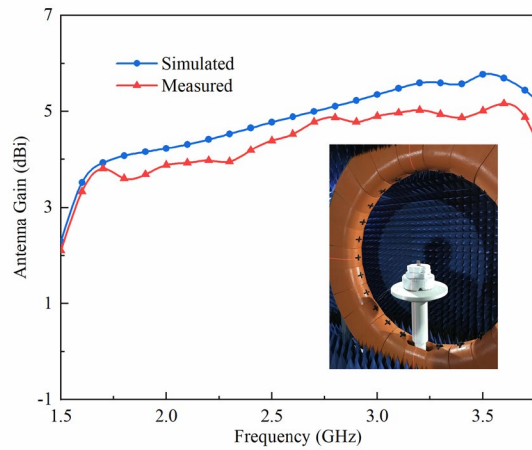 7
5
3
1
-1
Antenna Gain (dBi)
Simulated
Measured
1.5 2.0 2.5 3.0 3.5
Frequency (GHz)